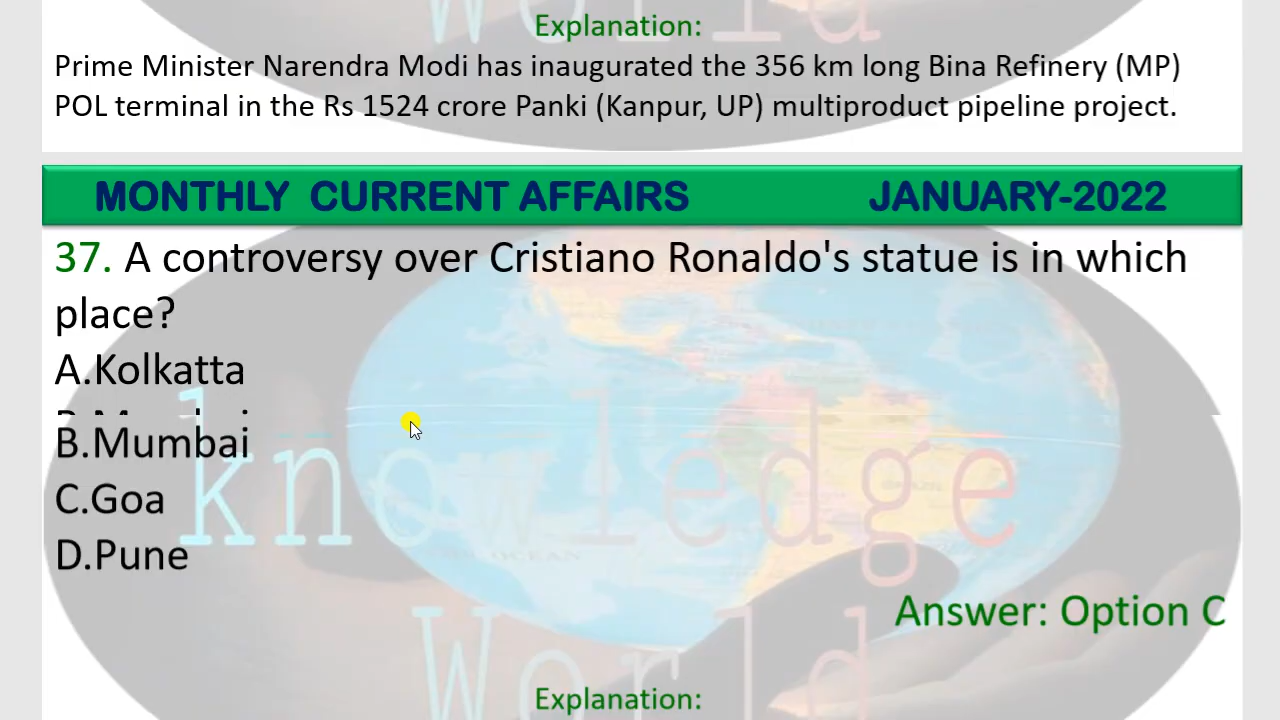 Explanation:
Prime Minister Narendra Modi has inaugurated the 356 km long Bina Refinery (MP)
POL terminal in the Rs 1524 crore Panki (Kanpur, UP) multiproduct pipeline project.
MONTHLY CURRENT AFFAIRS JANUARY-2022
37. A controversy over Cristiano Ronaldo's statue is in which
place?
A.Kolkatta
B.Mumbai
C.Goa
D.Pune
knowledge
World
Answer: Option C
Explanation: